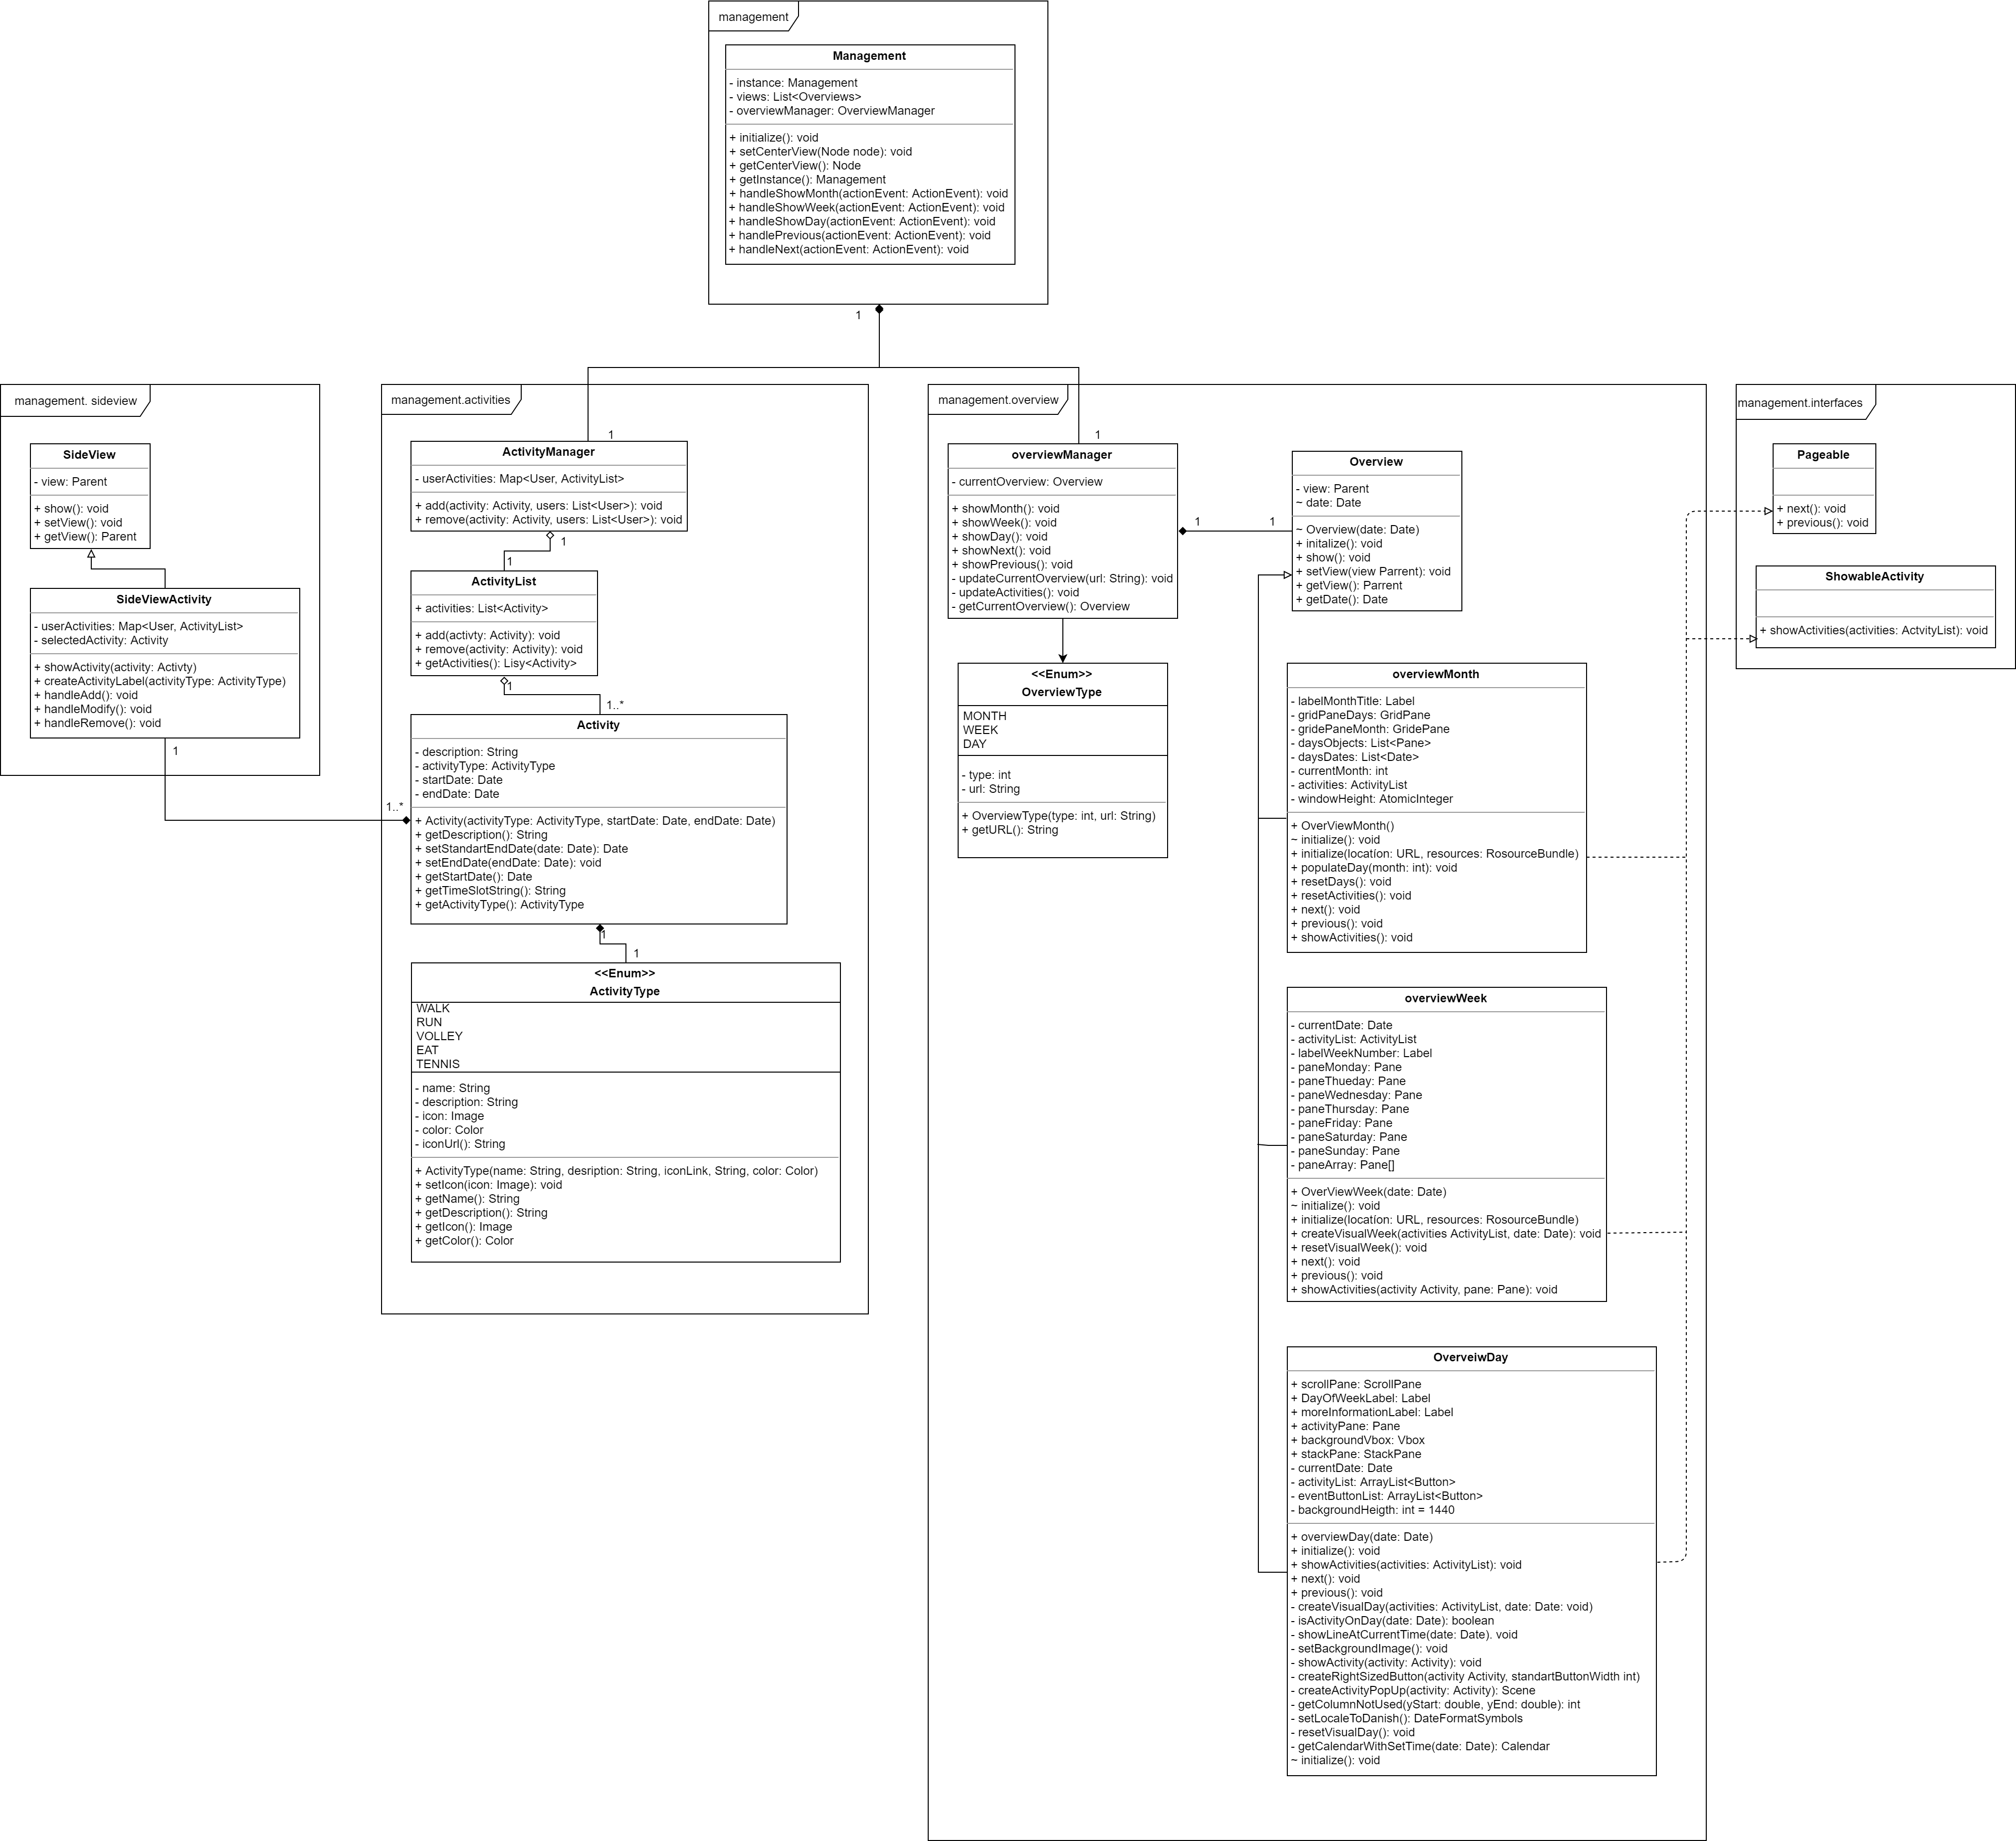 management
Management
- instance: Management
- views: List<Overviews>
- overviewManager: OverviewManager
+ initialize(): void
+ setCenterView(Node node): void
+ getCenterView(): Node
+ getInstance(): Management
+ handleShowMonth(actionEvent: ActionEvent): void
+ handleShowWeek(actionEvent: ActionEvent): void
+ handleShowDay(actionEvent: ActionEvent): void
+ handlePrevious(actionEvent: ActionEvent): void
+ handleNext(actionEvent: ActionEvent): void
1
management. sideview
SideView
- view: Parent
+ show(): void
+ setView(): void
+ getView(): Parent
SideViewActivity
- userActivities: Map<User, ActivityList>
- selectedActivity: Activity
+ showActivity(activity: Activty)
+ createActivityLabel(activityType: ActivityType)
+ handleAdd(): void
+ handleModify(): void
+ handleRemove(): void
1
1..*
management.activities
1
ActivityManager
- userActivities: Map<User, ActivityList>
+ add(activity: Activity, users: List<User>): void
+ remove(activity: Activity, users: List<User>): void
1
1
ActivityList
+ activities: List<Activity>
+ add(activty: Activity): void
+ remove(activity: Activity): void
+ getActivities(): Lisy<Activity>
1
1..*
Activity
- description: String
- activityType: ActivityType
- startDate: Date
- endDate: Date
+ Activity(activityType: ActivityType, startDate: Date, endDate: Date)
+ getDescription(): String
+ setStandartEndDate(date: Date): Date
+ setEndDate(endDate: Date): void
+ getStartDate(): Date
+ getTimeSlotString(): String
+ getActivityType(): ActivityType
1
1
<<Enum>>
ActivityType
WALK
RUN
VOLLEY
EAT
TENNIS
- name: String
- description: String
- icon: Image
- color: Color
- iconUrl(): String
+ ActivityType(name: String, desription: String, iconLink, String, color: Color)
+ setIcon(icon: Image): void
+ getName(): String
+ getDescription(): String
+ getIcon(): Image
+ getColor(): Color
management.overview
1
overviewManager
- currentOverview: Overview
+ showMonth(): void
+ showWeek(): void
+ showDay(): void
+ showNext(): void
+ showPrevious(): void
- updateCurrentOverview(url: String): void
- updateActivities(): void
- getCurrentOverview(): Overview
1
1
<<Enum>>
OverviewType
MONTH
WEEK
DAY
- type: int
- url: String
+ OverviewType(type: int, url: String)
+ getURL(): String
Overview
- view: Parent
~ date: Date
~ Overview(date: Date)
+ initalize(): void
+ show(): void
+ setView(view Parrent): void
+ getView(): Parrent
+ getDate(): Date
overviewMonth
- labelMonthTitle: Label
- gridPaneDays: GridPane
- gridePaneMonth: GridePane
- daysObjects: List<Pane>
- daysDates: List<Date>
- currentMonth: int
- activities: ActivityList
- windowHeight: AtomicInteger
+ OverViewMonth()
~ initialize(): void
+ initialize(locatíon: URL, resources: RosourceBundle)
+ populateDay(month: int): void
+ resetDays(): void
+ resetActivities(): void
+ next(): void
+ previous(): void
+ showActivities(): void
overviewWeek
- currentDate: Date
- activityList: ActivityList
- labelWeekNumber: Label
- paneMonday: Pane
- paneThueday: Pane
- paneWednesday: Pane
- paneThursday: Pane
- paneFriday: Pane
- paneSaturday: Pane
- paneSunday: Pane
- paneArray: Pane[]
+ OverViewWeek(date: Date)
~ initialize(): void
+ initialize(locatíon: URL, resources: RosourceBundle)
+ createVisualWeek(activities ActivityList, date: Date): void
+ resetVisualWeek(): void
+ next(): void
+ previous(): void
+ showActivities(activity Activity, pane: Pane): void
OverveiwDay
+ scrollPane: ScrollPane
+ DayOfWeekLabel: Label
+ moreInformationLabel: Label
+ activityPane: Pane
+ backgroundVbox: Vbox
+ stackPane: StackPane
- currentDate: Date
- activityList: ArrayList<Button>
- eventButtonList: ArrayList<Button>
- backgroundHeigth: int = 1440
+ overviewDay(date: Date)
+ initialize(): void
+ showActivities(activities: ActivityList): void
+ next(): void
+ previous(): void
- createVisualDay(activities: ActivityList, date: Date: void)
- isActivityOnDay(date: Date): boolean
- showLineAtCurrentTime(date: Date). void
- setBackgroundImage(): void
- showActivity(activity: Activity): void
- createRightSizedButton(activity Activity, standartButtonWidth int)
- createActivityPopUp(activity: Activity): Scene
- getColumnNotUsed(yStart: double, yEnd: double): int
- setLocaleToDanish(): DateFormatSymbols
- resetVisualDay(): void
- getCalendarWithSetTime(date: Date): Calendar
~ initialize(): void
management.interfaces
Pageable
+ next(): void
+ previous(): void
ShowableActivity
+ showActivities(activities: ActvityList): void